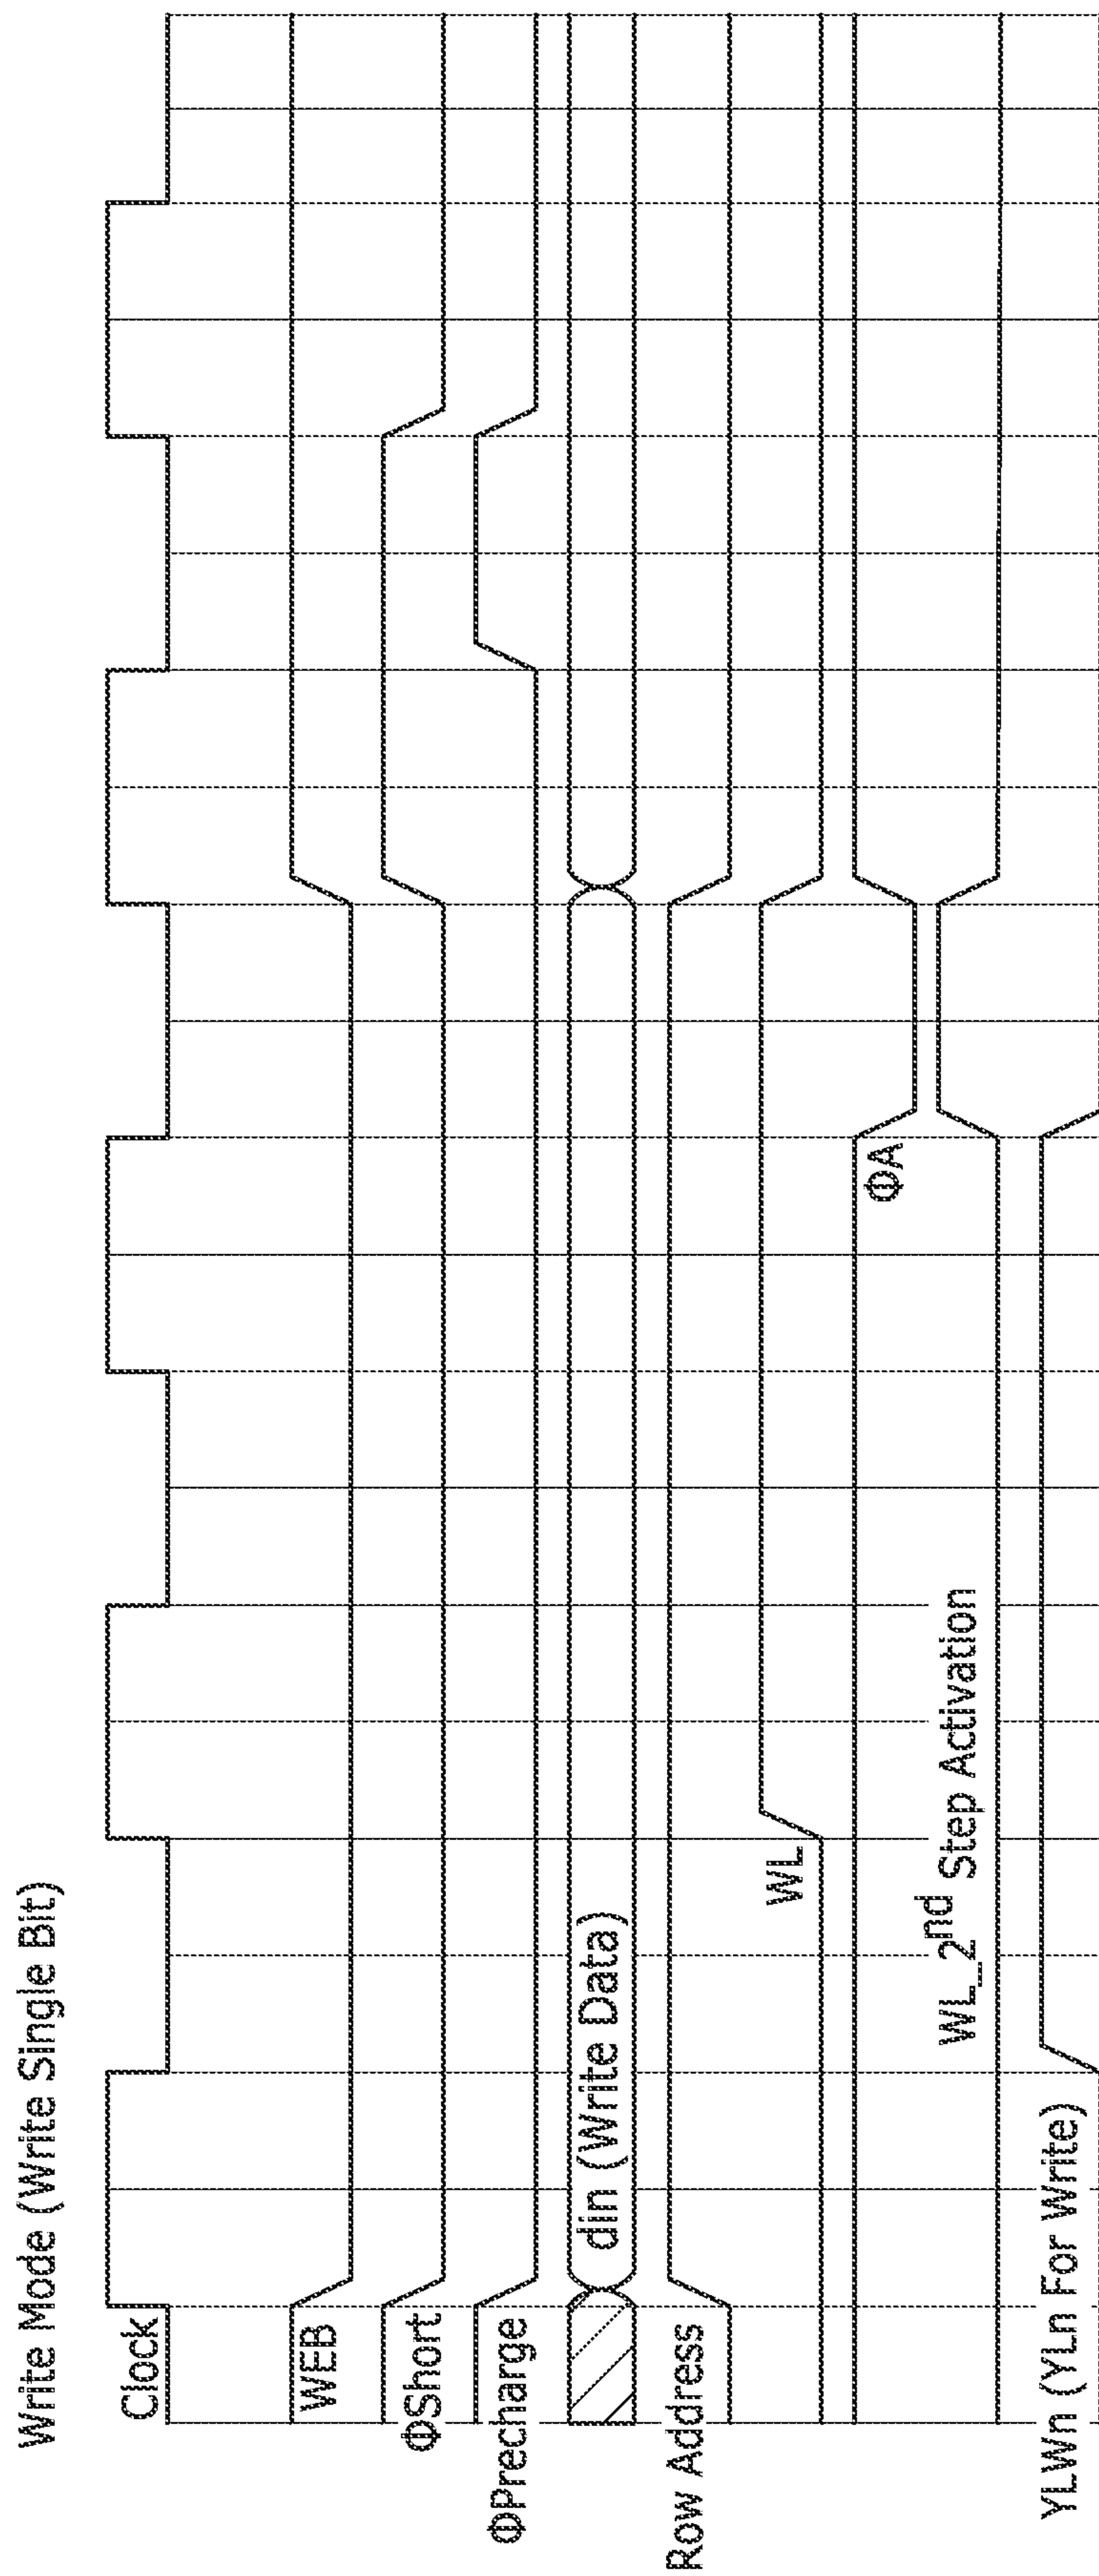 Write Mode (Write Single Bit)
Clock
WEB
ΦShort
ΦPrecharge
din (Write Data)
Row Address
WL
ΦA
WL_2nd Step Activation
YLWn (YLn For Write)